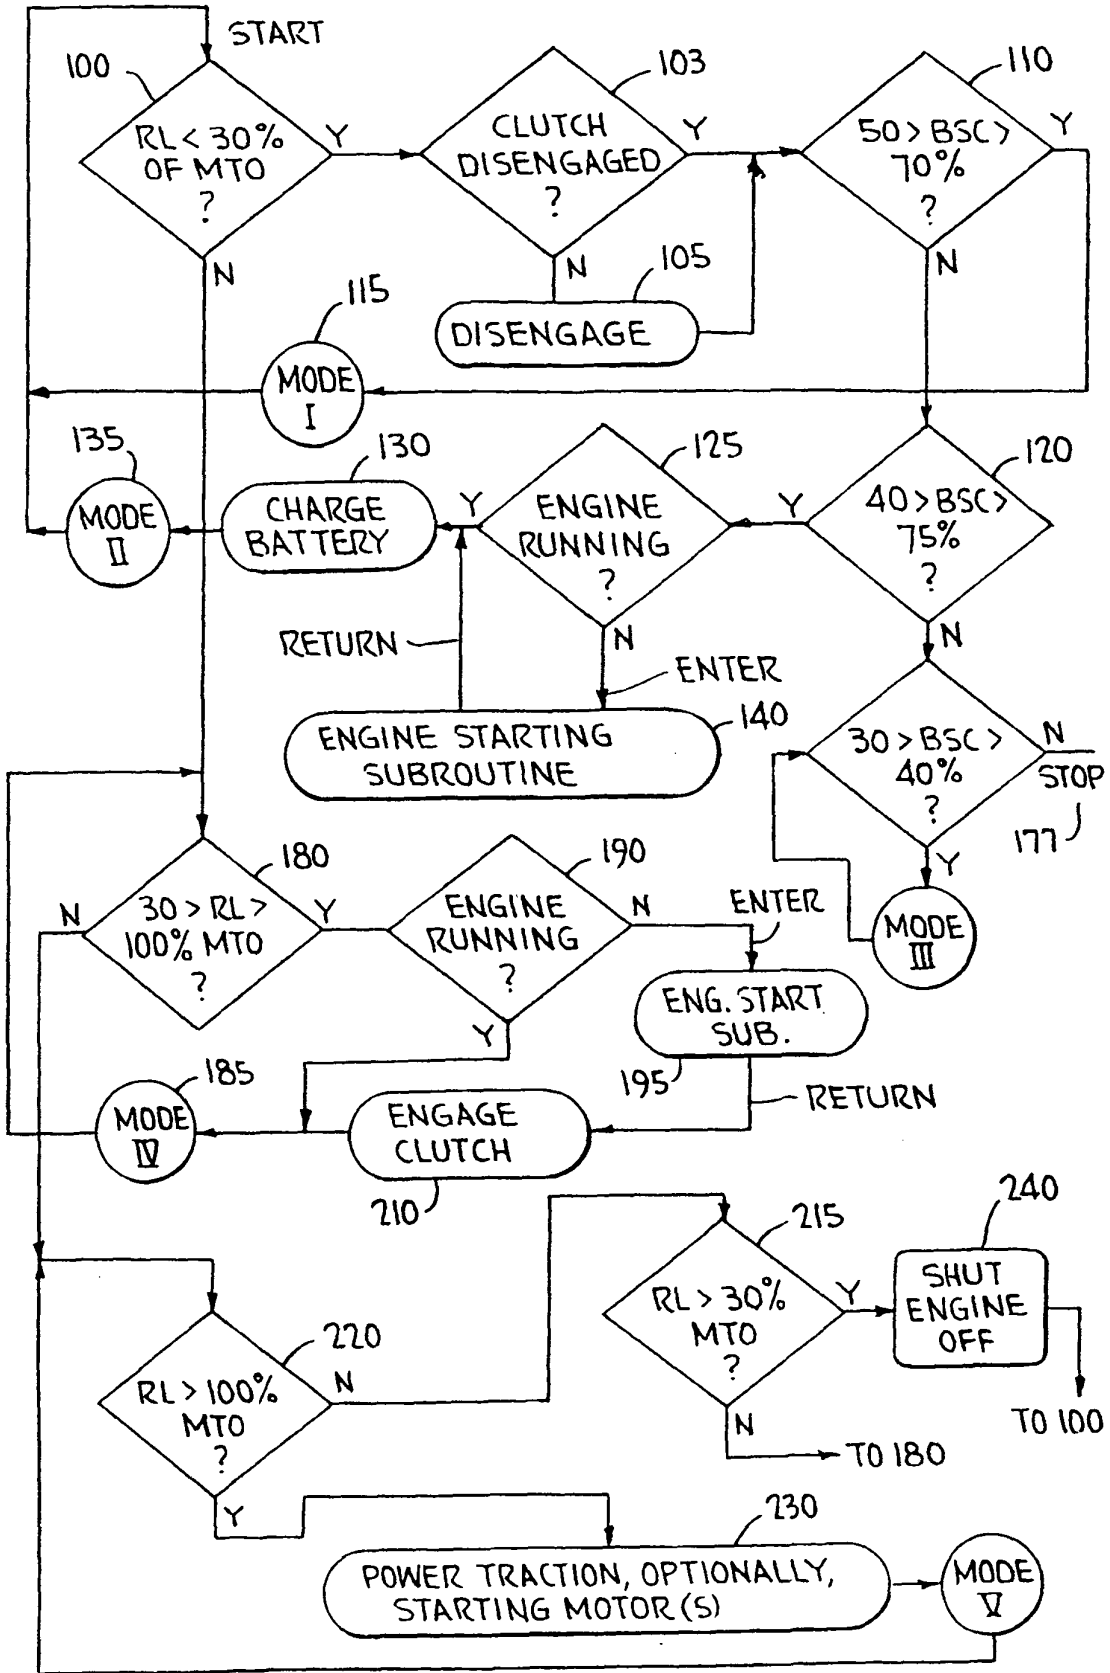 START
100
RL < 30%
OF MTO
?
Y
N
103
CLUTCH
DISENGAGED
?
Y
N
105
DISENGAGE
110
50 > BSC >
70%
?
Y
N
115
MODE
I
120
40 > BSC >
75%
?
Y
N
125
ENGINE
RUNNING
?
Y
N
130
CHARGE
BATTERY
135
MODE
II
RETURN
ENTER
140
ENGINE STARTING
SUBROUTINE
30 > BSC >
40%
?
N
STOP
177
Y
MODE
III
180
30 > RL >
100% MTO
?
N
Y
190
ENGINE
RUNNING
?
N
Y
ENTER
ENG. START
SUB.
195
RETURN
185
MODE
IV
ENGAGE
CLUTCH
210
215
RL > 30%
MTO
?
Y
N
TO 180
240
SHUT
ENGINE
OFF
TO 100
220
RL > 100%
MTO
?
N
Y
230
POWER TRACTION, OPTIONALLY,
STARTING MOTOR(S)
MODE
V